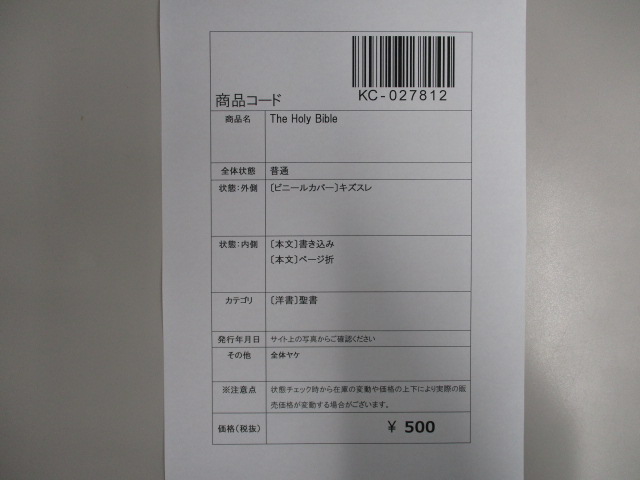 KC-027812
商品コード
商品名 The Holy Bible
全体状態 普通
状態:外側 〔ビニールカバー〕キズスレ
状態:内側 〔本文〕書き込み
〔本文〕ページ折
カテゴリ 〔洋書〕聖書
発行年月日 サイト上の写真からご確認ください
その他 全体ヤケ
※注意点 状態チェック時から在庫の変動や価格の上下により実際の販
売価格が変動する場合がございます。
価格(税抜) ¥ 500